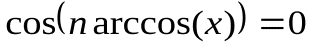 cos(n arccos(x)) =0